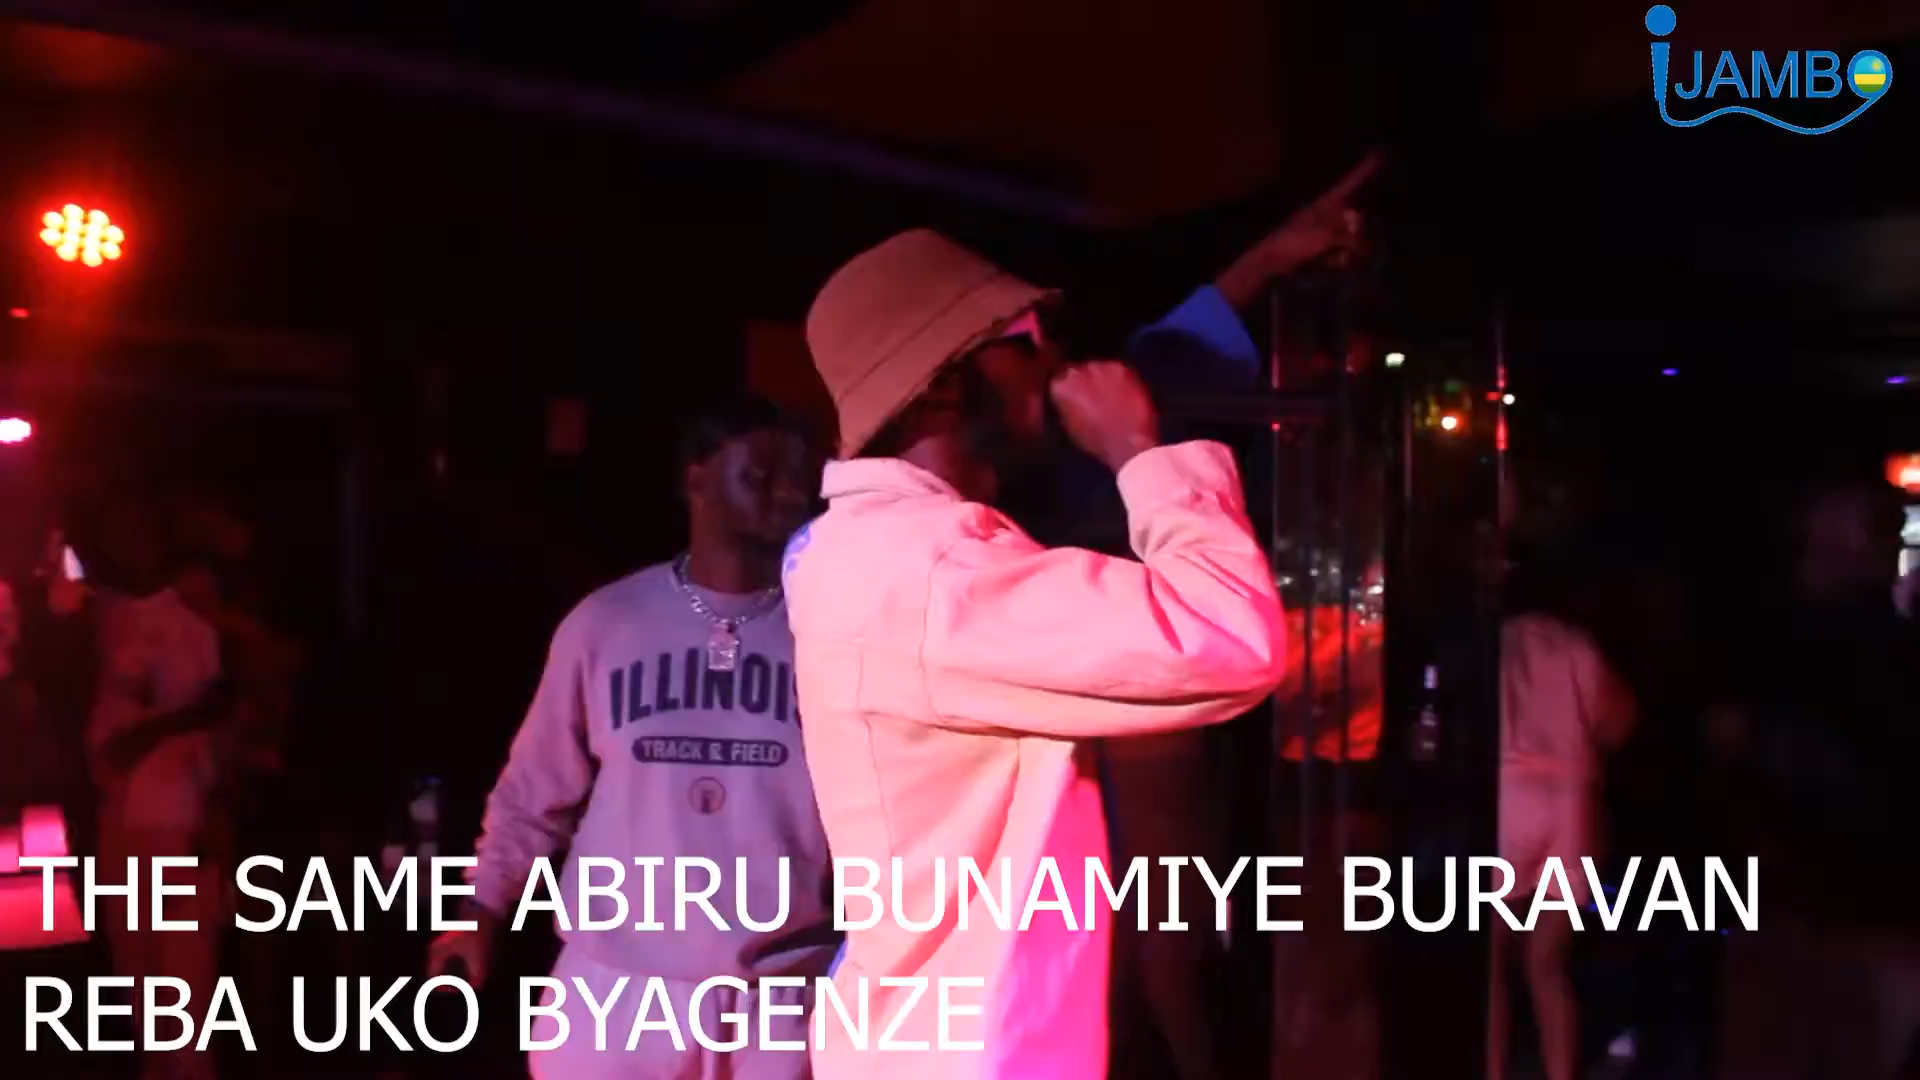 iJAMBO
ILLINOIS
TRACK & FIELD
THE SAME ABIRU BUNAMIYE BURAVAN
REBA UKO BYAGENZE